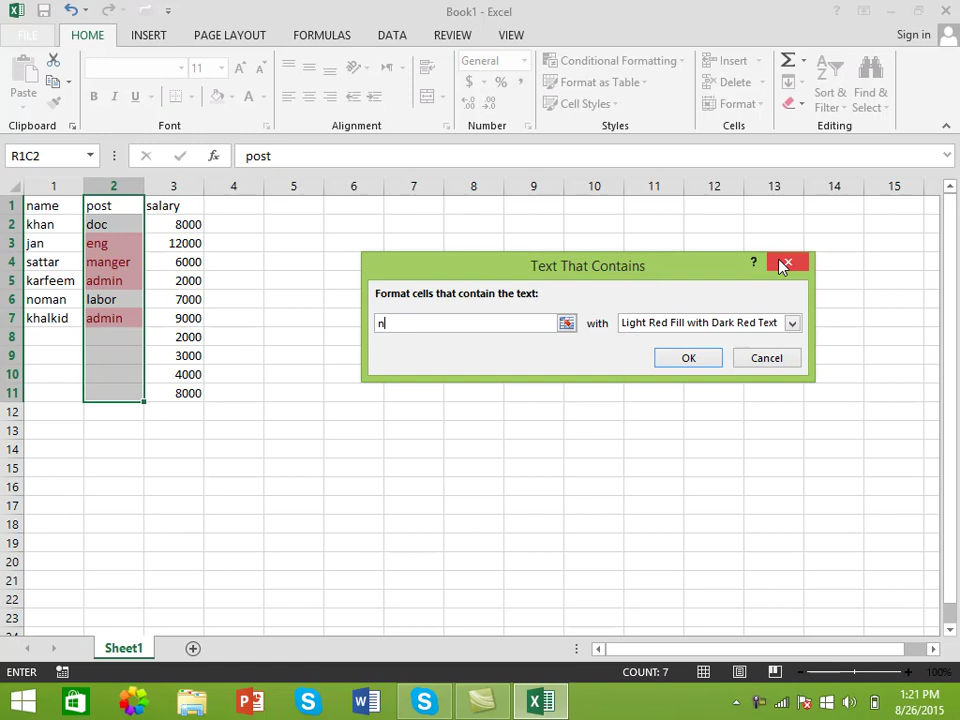 Book1 - Excel
FILE HOME INSERT PAGE LAYOUT FORMULAS DATA REVIEW VIEW Sign in
Paste
11
General
Conditional Formatting
Format as Table
Cell Styles
Insert
Delete
Format
Sort & Filter
Find & Select
Clipboard Font Alignment Number Styles Cells Editing
R1C2 post
1 2 3 4 5 6 7 8 9 10 11 12 13 14 15
1 name post salary
2 khan doc 8000
3 jan eng 12000
4 sattar manger 6000
5 karfeem admin 2000
6 noman labor 7000
7 khalkid admin 9000
8 2000
9 3000
10 4000
11 8000
12
13
14
15
16
17
18
19
20
21
22
23
Text That Contains
Format cells that contain the text:
n with Light Red Fill with Dark Red Text
OK Cancel
Sheet1
ENTER COUNT: 7 100%
1:21 PM
8/26/2015